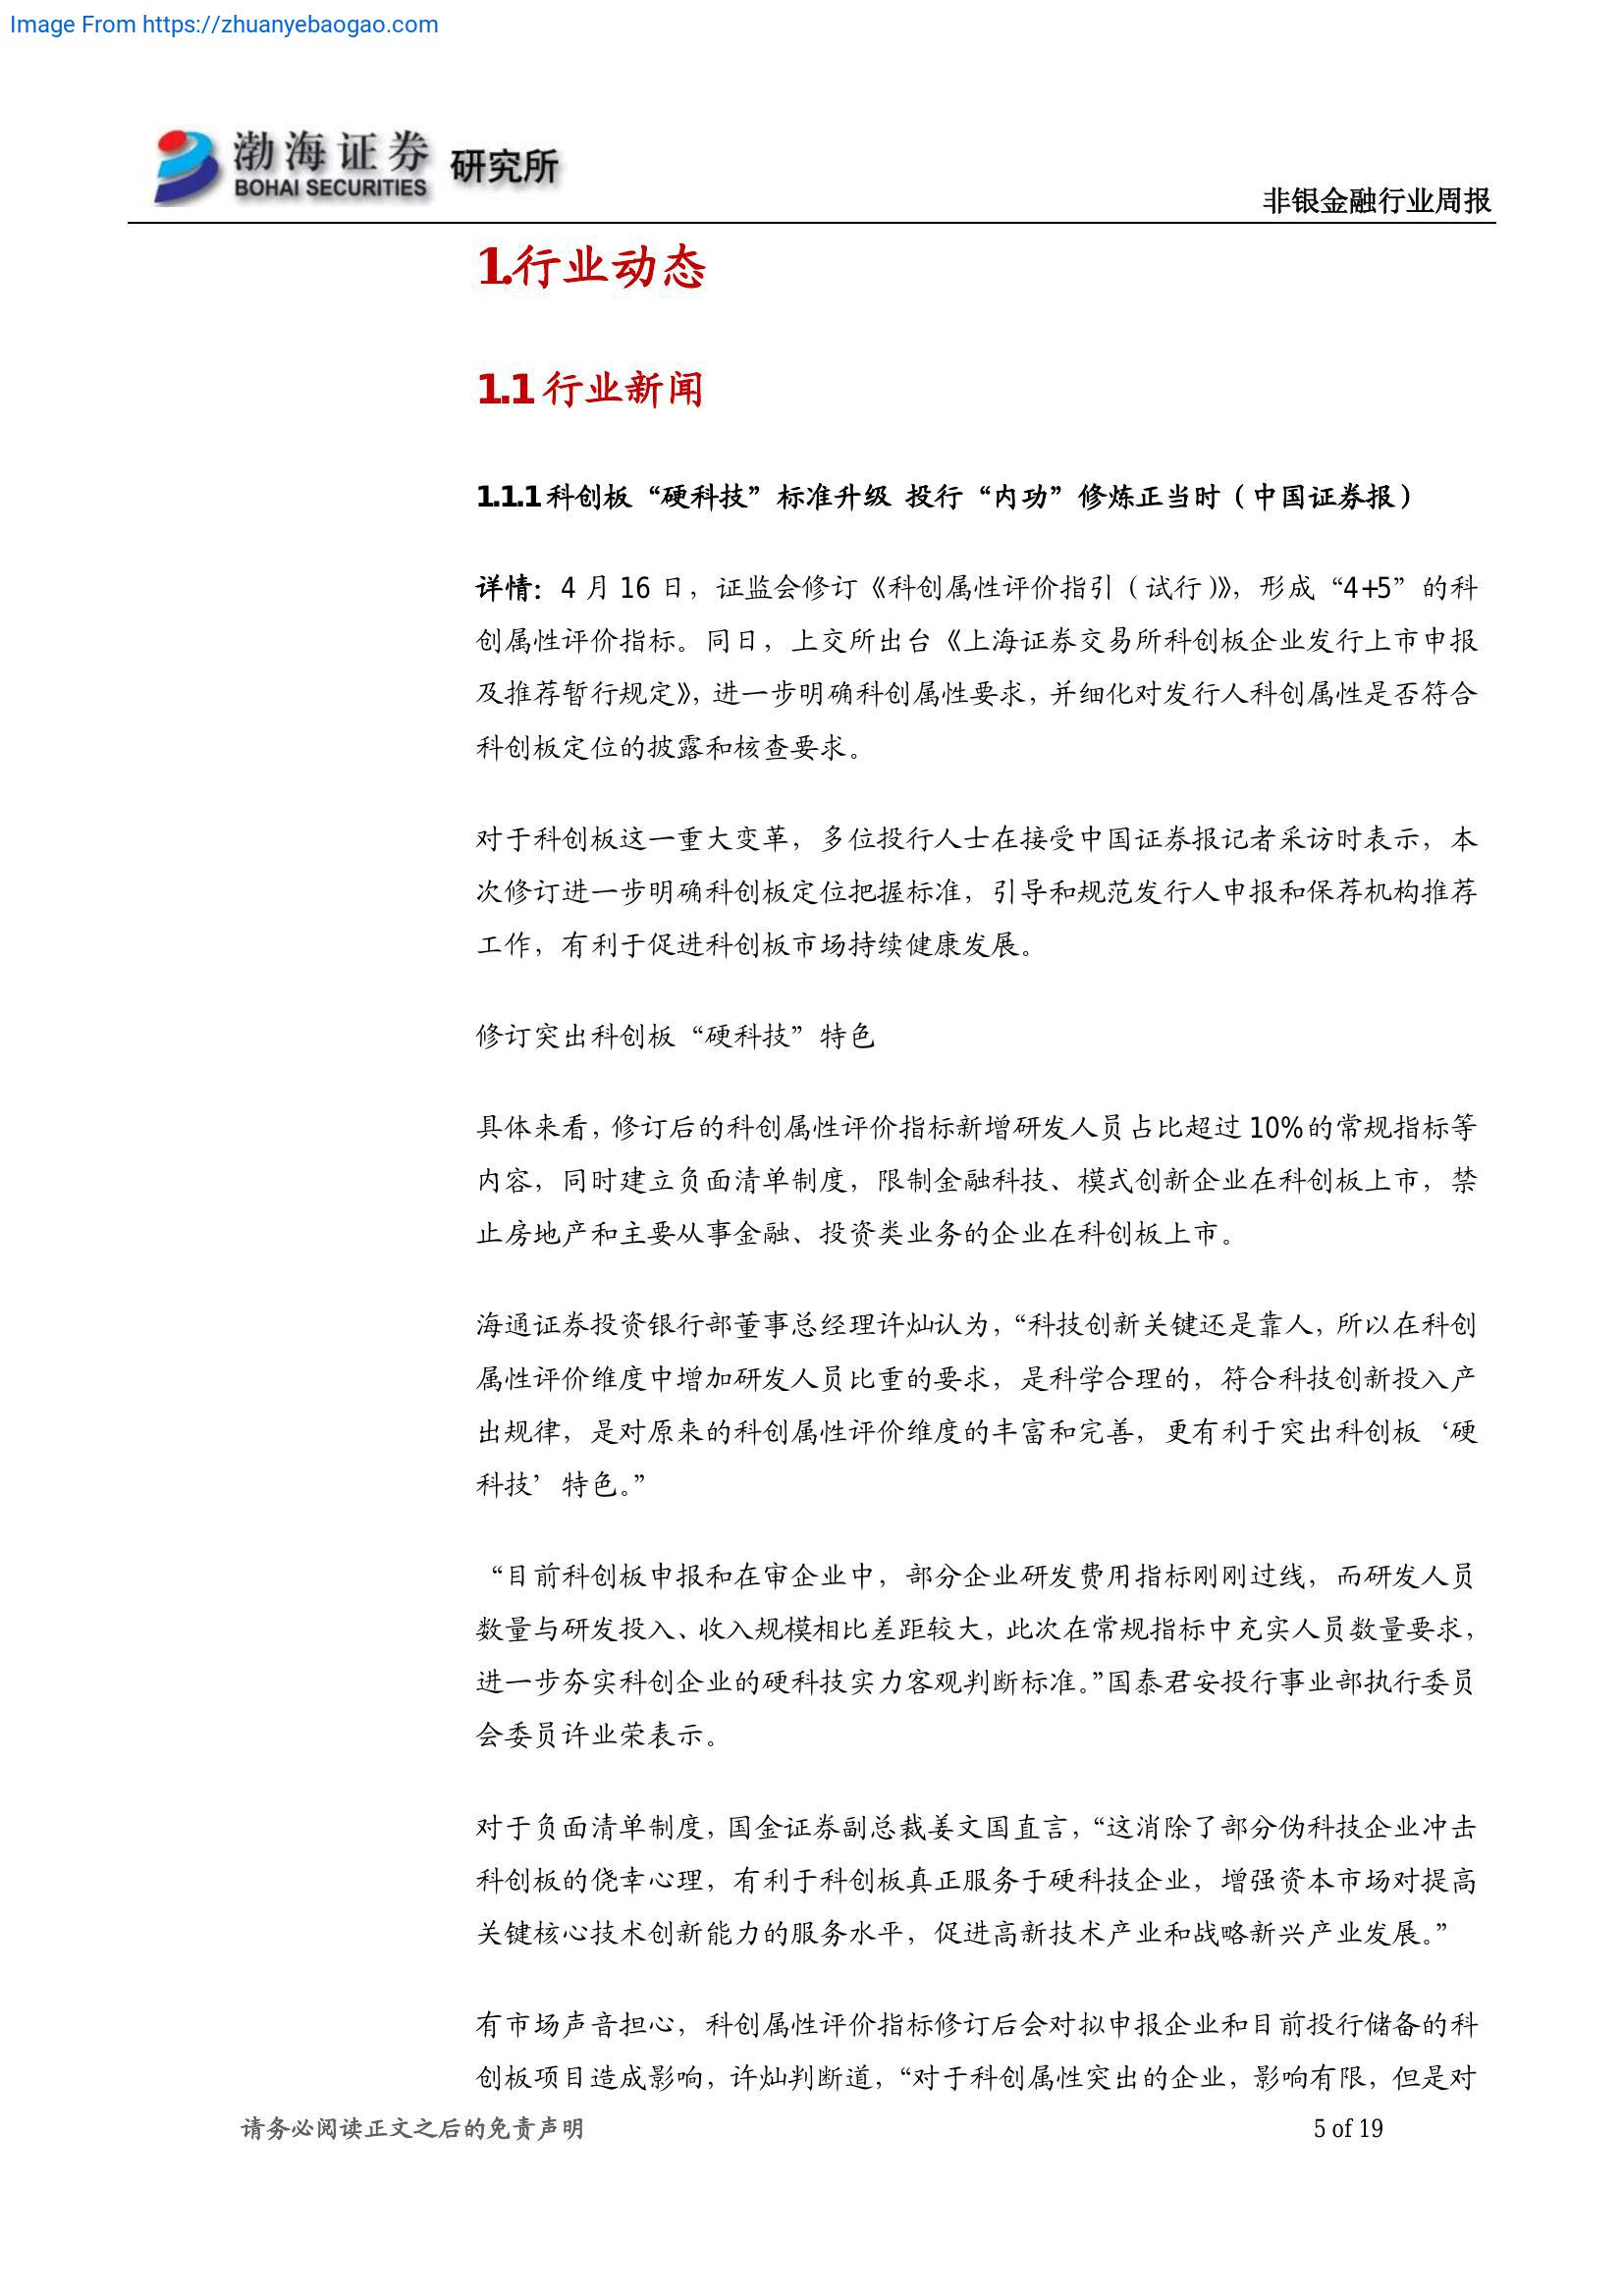 Image From https://zhuanyebaogao.com
渤海证券
BOHAI SECURITIES
研究所
非银金融行业周报
1.行业动态
1.1 行业新闻
1.1.1 科创板“硬科技”标准升级 投行“内功”修炼正当时（中国证券报）
详情：4 月 16 日，证监会修订《科创属性评价指引（试行）》，形成“4+5”的科
创属性评价指标。同日，上交所出台《上海证券交易所科创板企业发行上市申报
及推荐暂行规定》，进一步明确科创属性要求，并细化对发行人科创属性是否符合
科创板定位的披露和核查要求。
对于科创板这一重大变革，多位投行人士在接受中国证券报记者采访时表示，本
次修订进一步明确科创板定位把握标准，引导和规范发行人申报和保荐机构推荐
工作，有利于促进科创板市场持续健康发展。
修订突出科创板“硬科技”特色
具体来看，修订后的科创属性评价指标新增研发人员占比超过 10%的常规指标等
内容，同时建立负面清单制度，限制金融科技、模式创新企业在科创板上市，禁
止房地产和主要从事金融、投资类业务的企业在科创板上市。
海通证券投资银行部董事总经理许灿认为，“科技创新关键还是靠人，所以在科创
属性评价维度中增加研发人员比重的要求，是科学合理的，符合科技创新投入产
出规律，是对原来的科创属性评价维度的丰富和完善，更有利于突出科创板‘硬
科技’特色。”
“目前科创板申报和在审企业中，部分企业研发费用指标刚刚过线，而研发人员
数量与研发投入、收入规模相比差距较大，此次在常规指标中充实人员数量要求，
进一步夯实科创企业的硬科技实力客观判断标准。”国泰君安投行事业部执行委员
会委员许业荣表示。
对于负面清单制度，国金证券副总裁姜文国直言，“这消除了部分伪科技企业冲击
科创板的侥幸心理，有利于科创板真正服务于硬科技企业，增强资本市场对提高
关键核心技术创新能力的服务水平，促进高新技术产业和战略新兴产业发展。”
有市场声音担心，科创属性评价指标修订后会对拟申报企业和目前投行储备的科
创板项目造成影响，许灿判断道，“对于科创属性突出的企业，影响有限，但是对
请务必阅读正文之后的免责声明
5 of 19